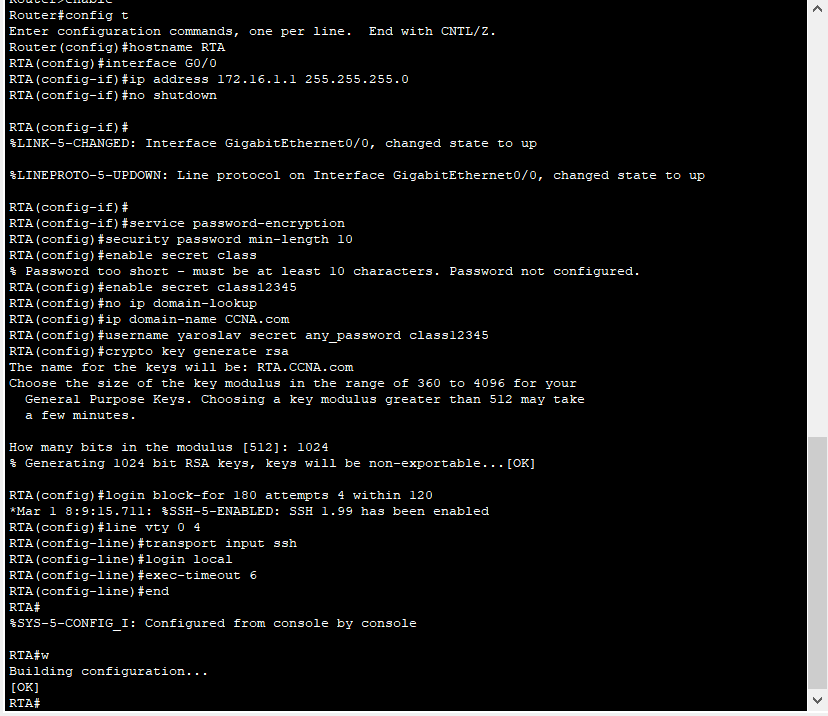 Router>enable
Router#config t
Enter configuration commands, one per line.  End with CNTL/Z.
Router(config)#hostname RTA
RTA(config)#interface G0/0
RTA(config-if)#ip address 172.16.1.1 255.255.255.0
RTA(config-if)#no shutdown
RTA(config-if)#
%LINK-5-CHANGED: Interface GigabitEthernet0/0, changed state to up
%LINEPROTO-5-UPDOWN: Line protocol on Interface GigabitEthernet0/0, changed state to up
RTA(config-if)#
RTA(config-if)#service password-encryption
RTA(config)#security password min-length 10
RTA(config)#enable secret class
% Password too short - must be at least 10 characters. Password not configured.
RTA(config)#enable secret class12345
RTA(config)#no ip domain-lookup
RTA(config)#ip domain-name CCNA.com
RTA(config)#username yaroslav secret any_password class12345
RTA(config)#crypto key generate rsa
The name for the keys will be: RTA.CCNA.com
Choose the size of the key modulus in the range of 360 to 4096 for your
  General Purpose Keys. Choosing a key modulus greater than 512 may take
  a few minutes.
How many bits in the modulus [512]: 1024
% Generating 1024 bit RSA keys, keys will be non-exportable...[OK]
RTA(config)#login block-for 180 attempts 4 within 120
*Mar 1 8:9:15.711: %SSH-5-ENABLED: SSH 1.99 has been enabled
RTA(config)#line vty 0 4
RTA(config-line)#transport input ssh
RTA(config-line)#login local
RTA(config-line)#exec-timeout 6
RTA(config-line)#end
RTA#
%SYS-5-CONFIG_I: Configured from console by console
RTA#w
Building configuration...
[OK]
RTA#